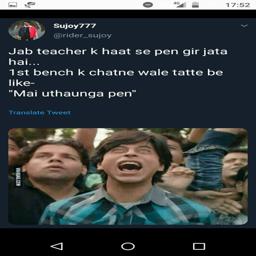 17:52
Sujoy777
@rider_sujoy
Jab teacher k haat se pen gir jata
hai...
1st bench k chatne wale tatte be
like-
"Mai uthaunga pen"
Translate Tweet